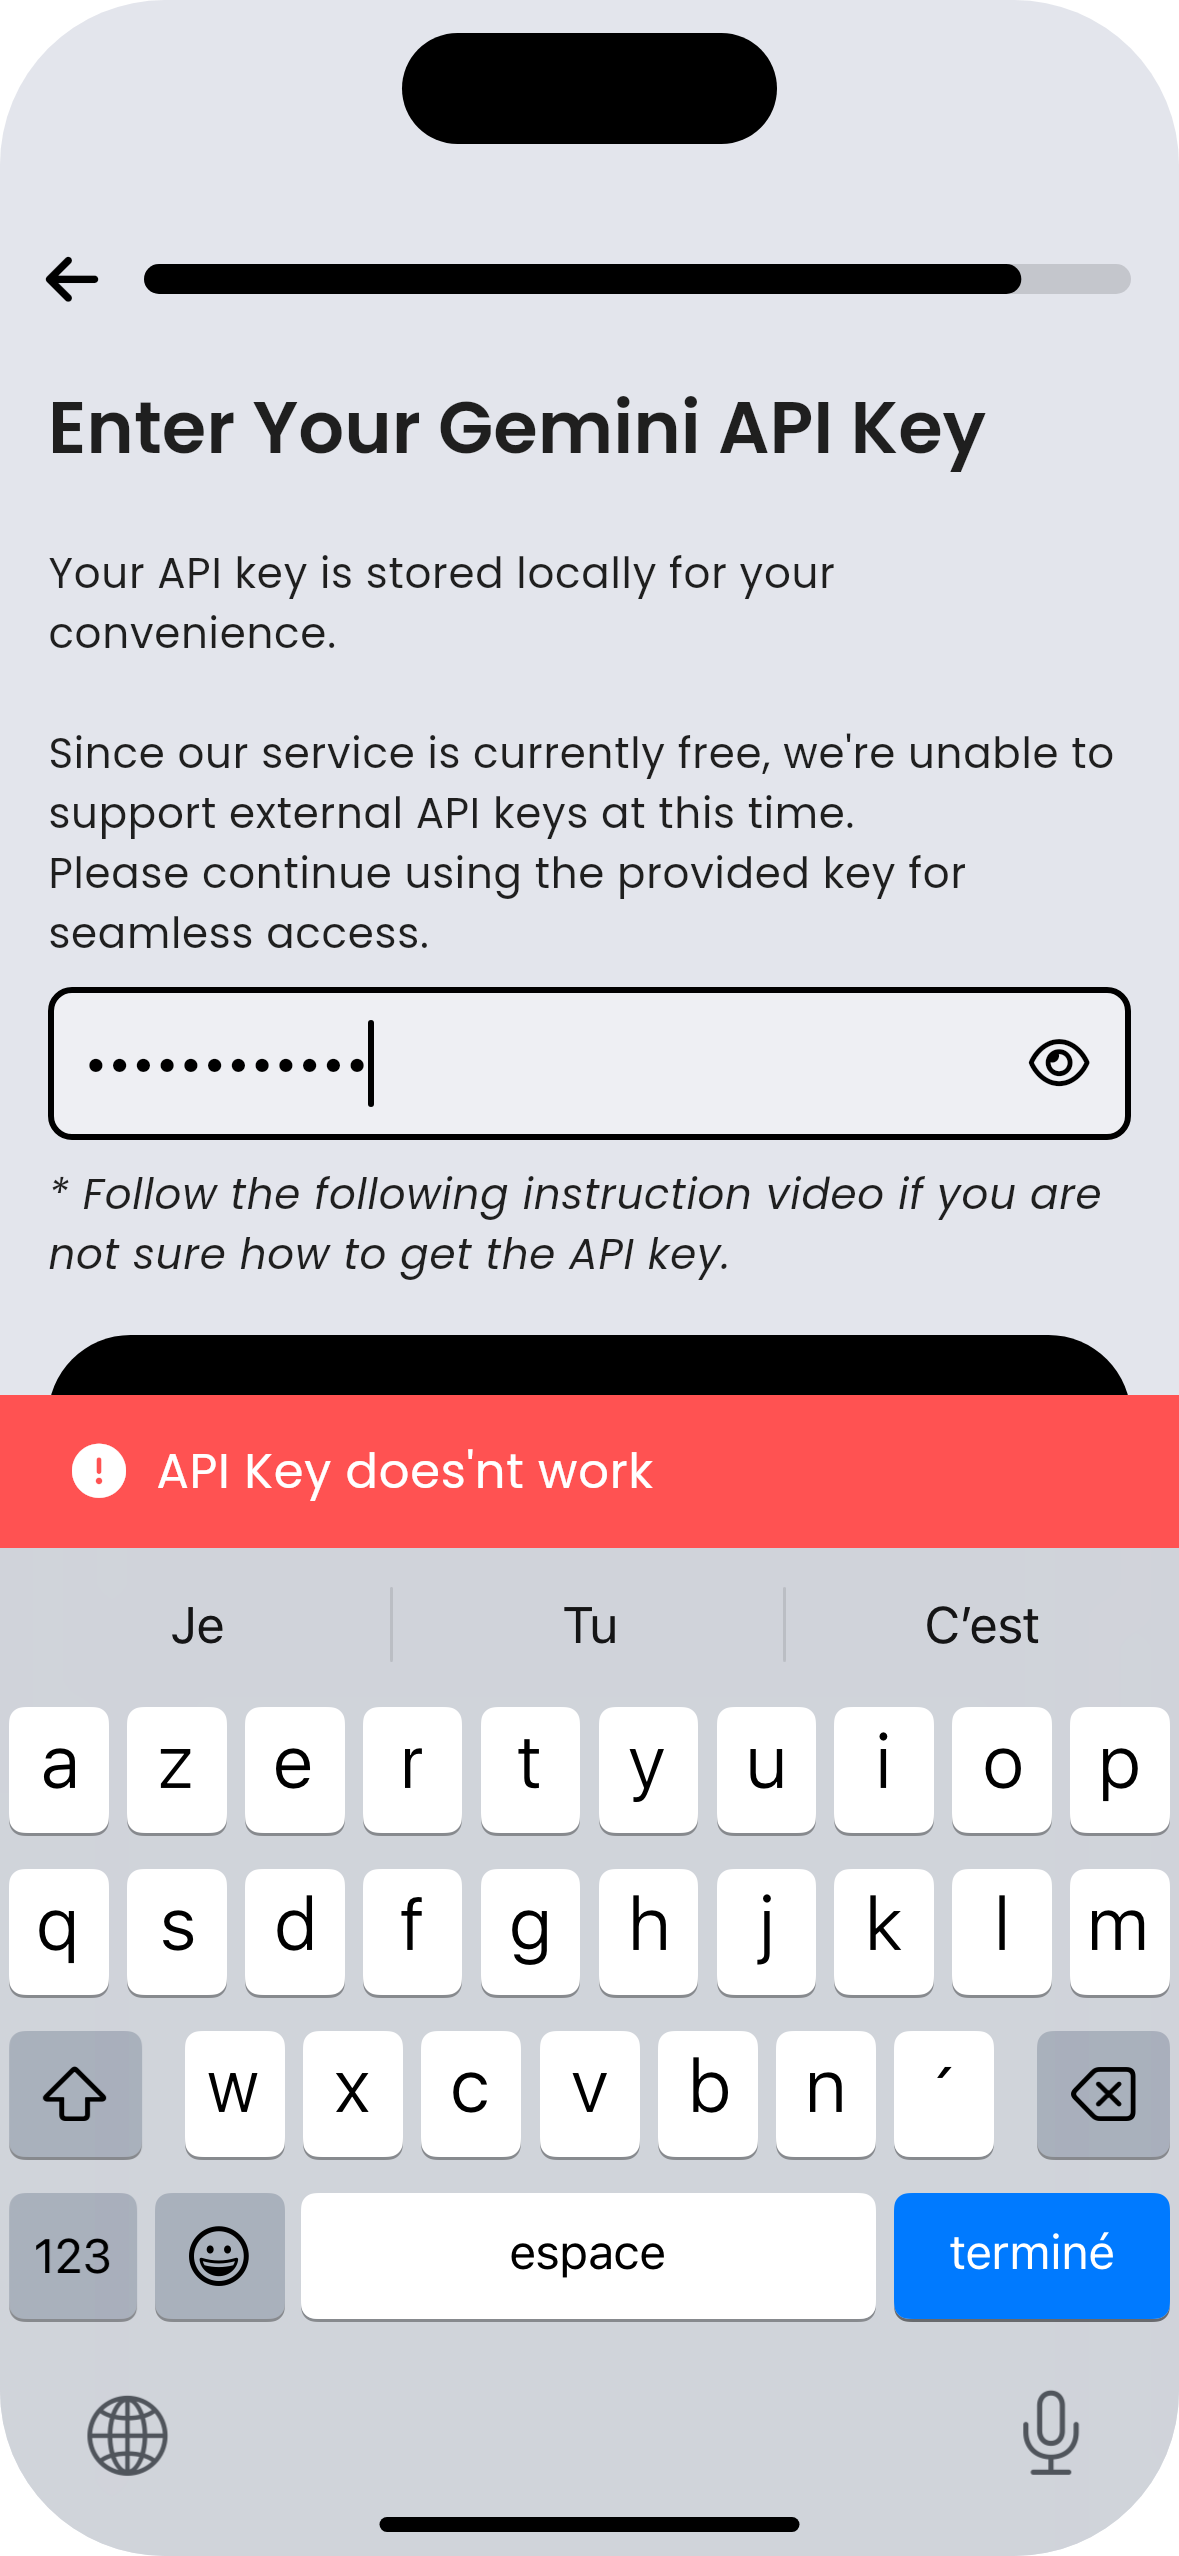 Enter Your Gemini API Key
Your API key is stored locally for your
convenience.
Since our service is currently free, we're unable to
support external API keys at this time.
Please continue using the provided key for
seamless access.
••••••••••••
* Follow the following instruction video if you are
not sure how to get the API key.
API Key does'nt work
Je Tu C’est
a z e r t y u i o p
q s d f g h j k l m
w x c v b n ´
123 espace terminé